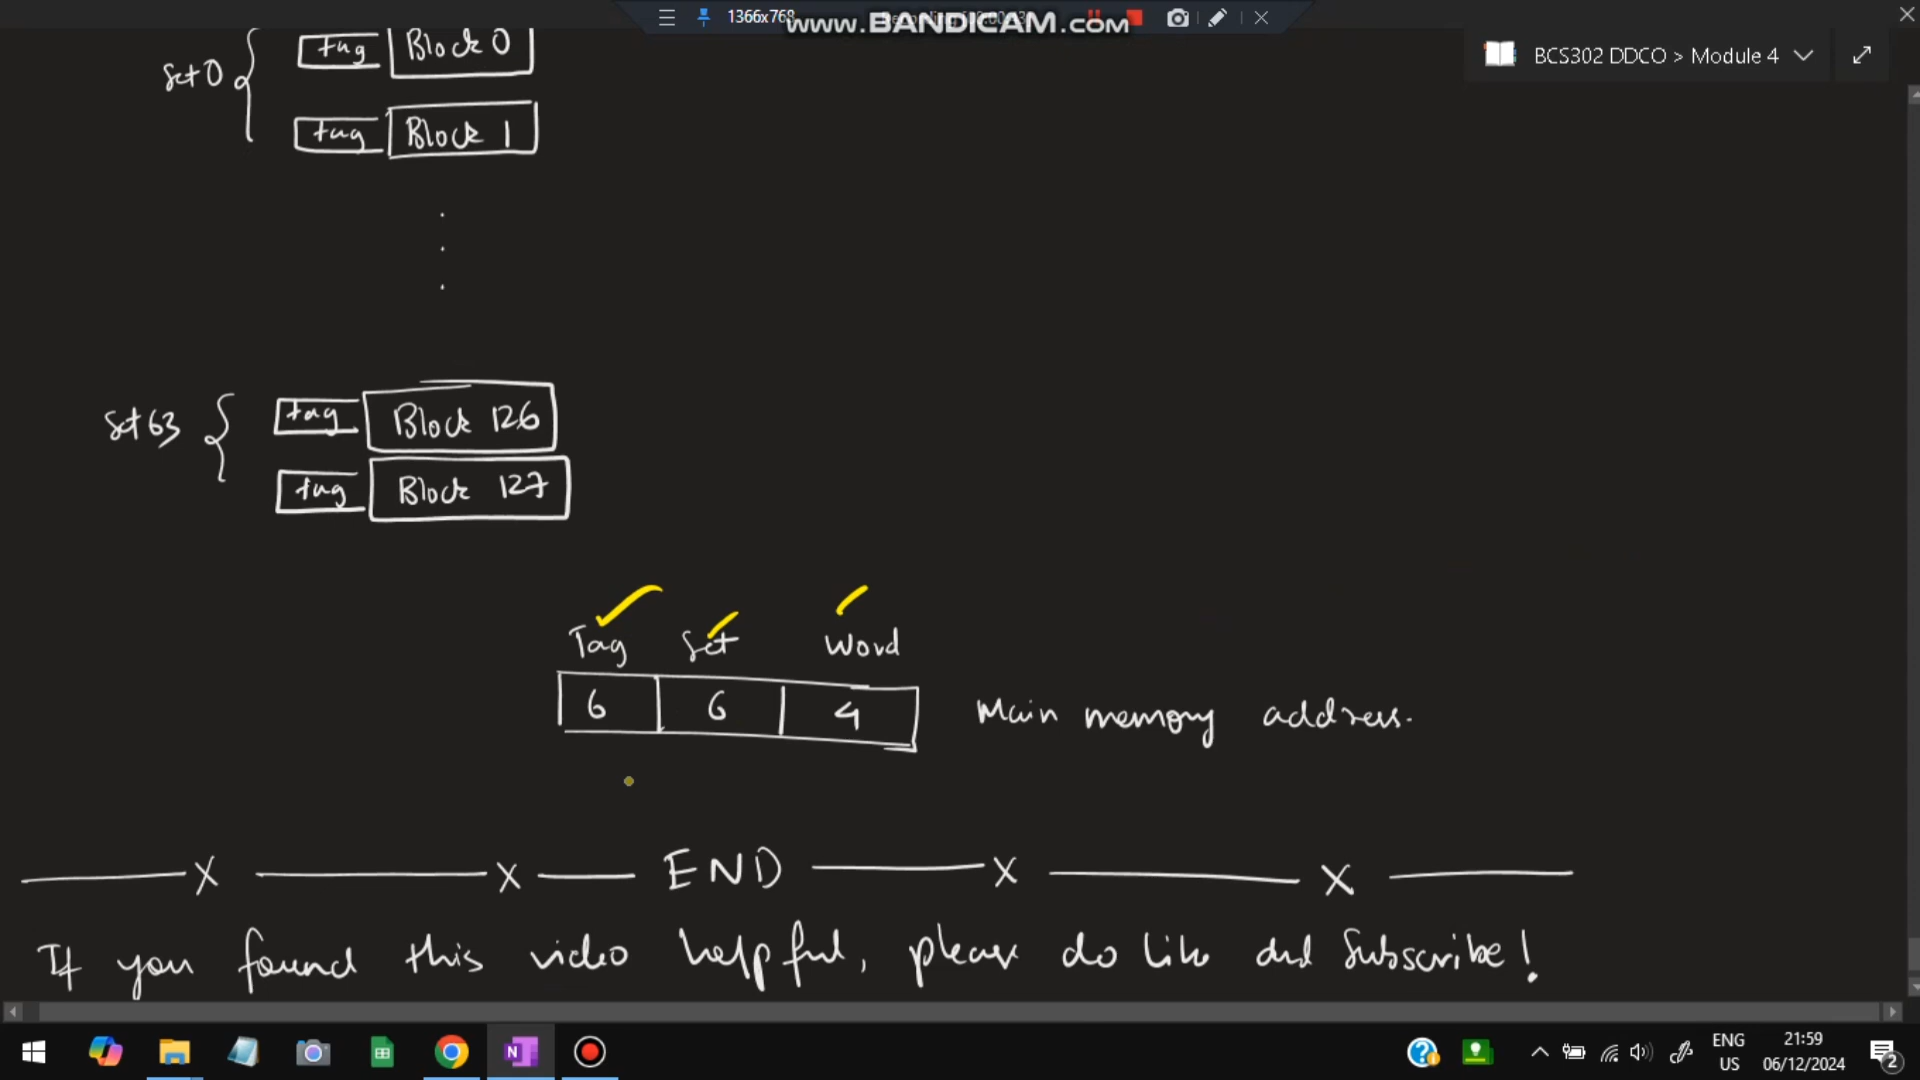 1366x768
www.BANDICAM.com
BCS302 DDCO > Module 4
Set 0
tag Block 0
tag Block 1
Set 63
tag Block 126
tag Block 127
Tag Set Word
6 6 4 Main memory address.
X X END X X
If you found this video helpful, please do like and Subscribe!
N
ENG
US
21:59
06/12/2024
2